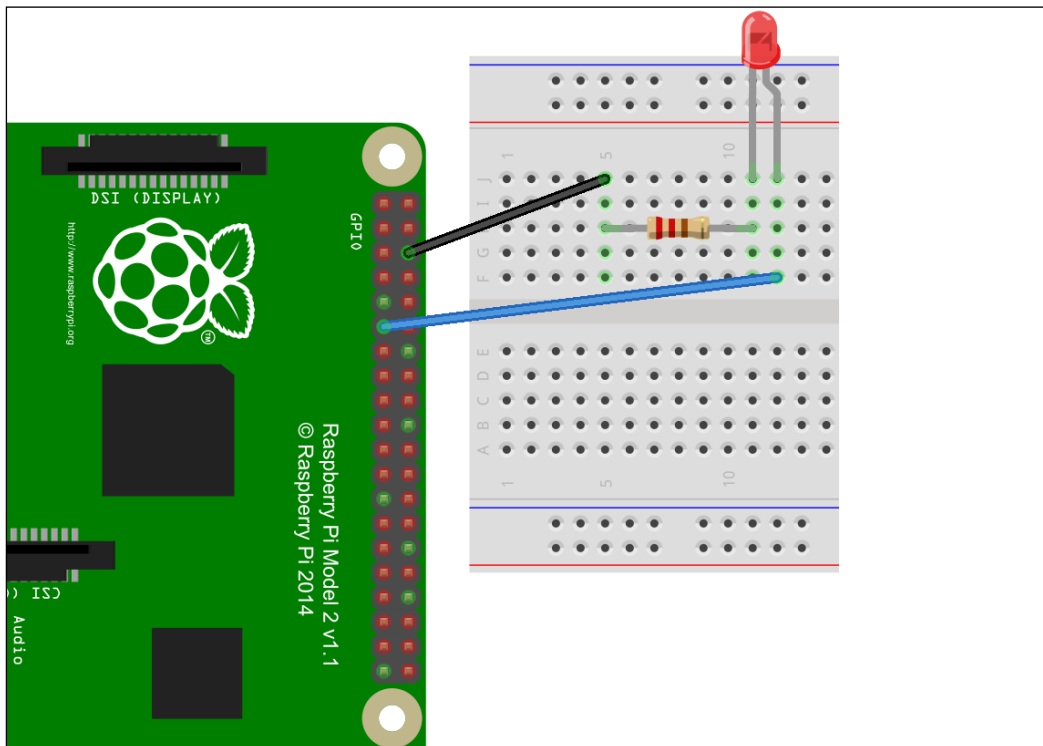 DSI (DISPLAY)
GPIO
http://www.raspberrypi.org
TM
Raspberry Pi Model 2 v1.1
© Raspberry Pi 2014
CSI (
Audio
1
5
10
J
I
G
F
E
D
C
B
A
1
5
10